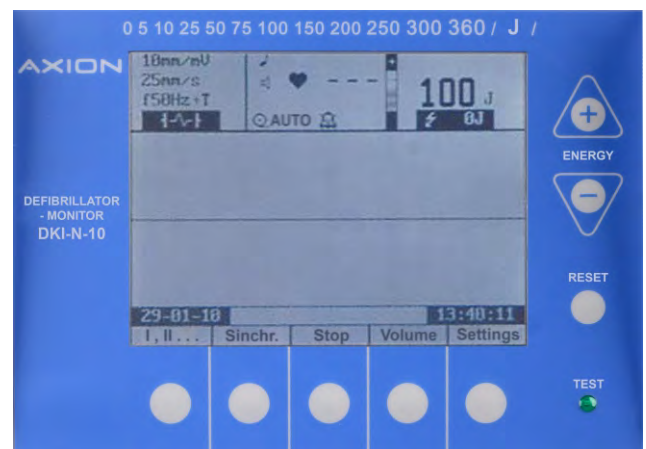 0 5 10 25 50 75 100 150 200 250 300 360 / J /
AXION
10mm/mV
25mm/s
f50Hz+T
- - -
AUTO
100 J
0J
ENERGY
DEFIBRILLATOR
- MONITOR
DKI-N-10
RESET
29-01-10
13:40:11
I, II ... Sinchr. Stop Volume Settings
TEST